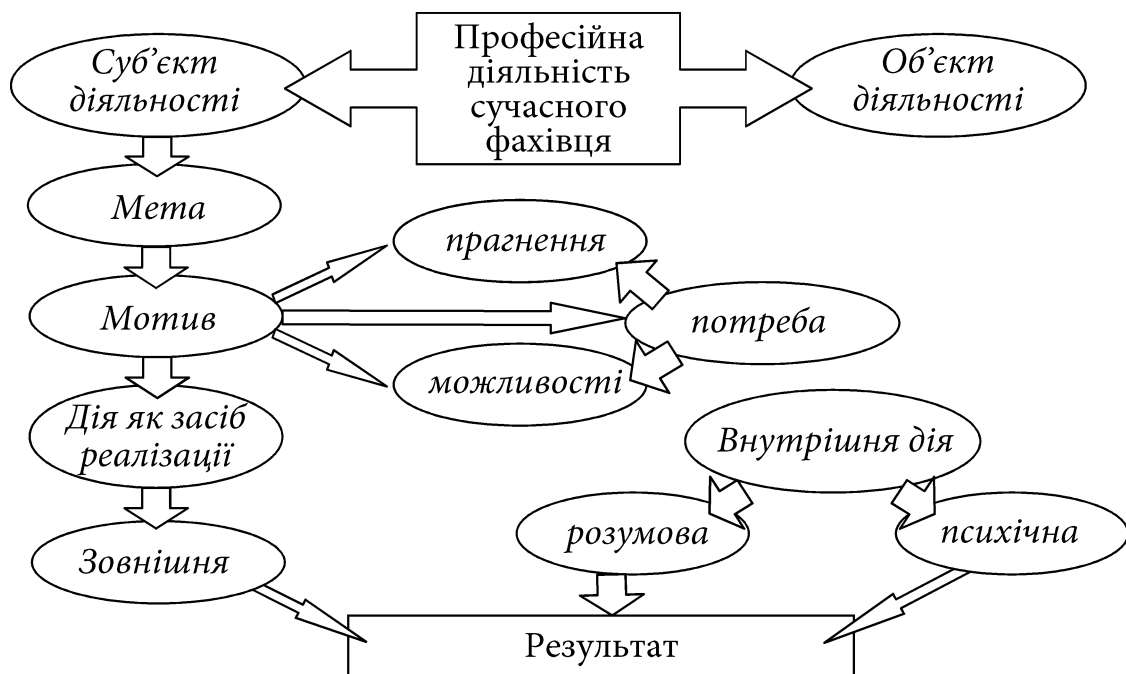 Суб’єкт
діяльності
Професійна
діяльність
сучасного
фахівця
Об’єкт
діяльності
Мета
прагнення
Мотив
потреба
можливості
Дія як засіб
реалізації
Внутрішня дія
розумова
психічна
Зовнішня
Результат